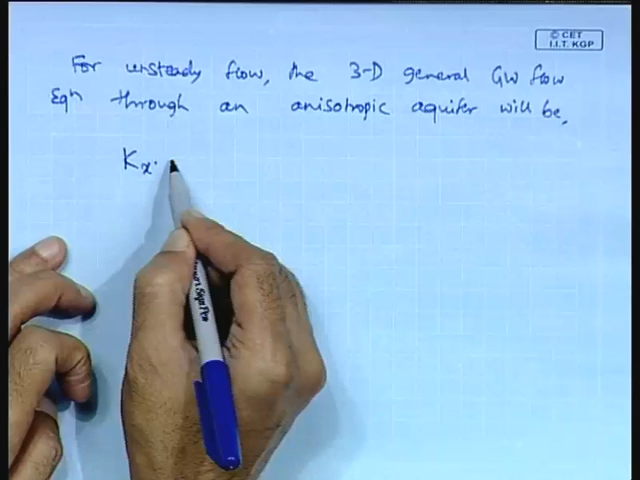 © CET
I.I.T. KGP
For unsteady flow, the 3-D general GW flow
Eqn through an anisotropic aquifer will be,
Kx.